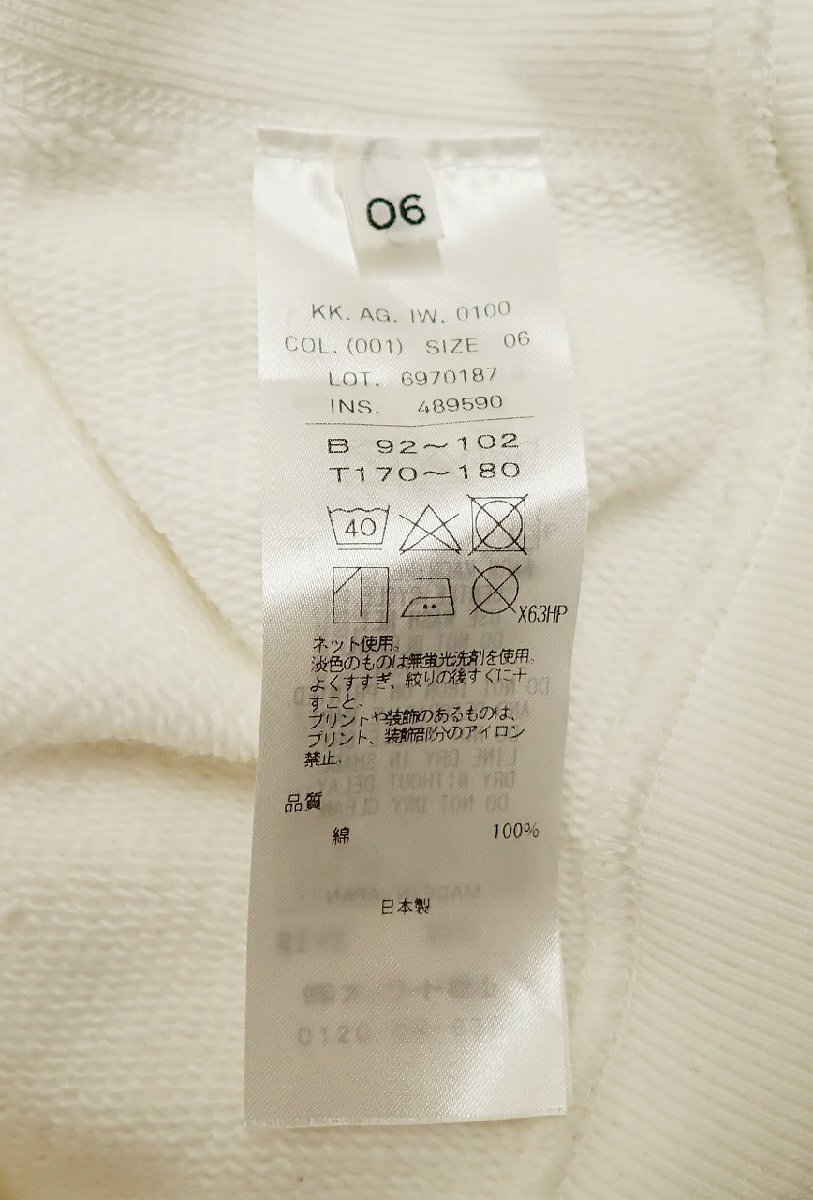 06
KK. AG. IW. 0100
COL. (001) SIZE 06
LOT. 6970187
INS. 489590
B 92～102
T170～180
40
X63HP
ネット使用。
淡色のものは無蛍光洗剤を使用。
よくすすぎ、絞りの後すぐに干
すこと。
プリントや装飾のあるものは、
プリント、装飾部分のアイロン
禁止。
品質
綿 100%
日本製